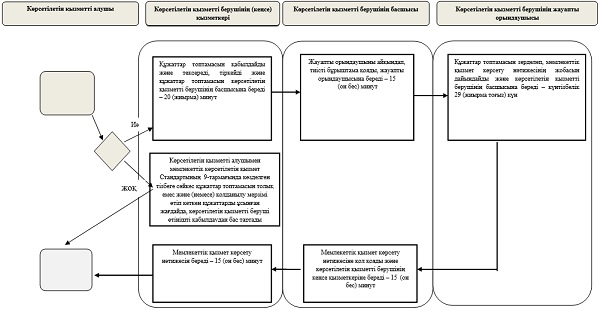 Көрсетілетін қызметті алушы
Көрсетілетін қызметті берушінің (кеңсе)
қызметкері
Көрсетілетін қызметті берушінің басшысы
Көрсетілетін қызметті берушінің жауапты
орындаушысы
Құжаттар топтамасын қабылдайды
және тексереді, тіркейді және
құжаттар топтамасын көрсетілетін
қызметті берушінің басшысына береді
– 20 (жиырма) минут
Жауапты орындаушыны айқындап,
тиісті бұрыштама қояды, жауапты
орындаушысына береді – 15
(он бес) минут
Құжаттар топтамасын зерделеп, мемлекеттік
қызмет көрсету нәтижесінің жобасын
дайындайды және көрсетілетін қызметті
берушінің басшысына береді – күнтізбелік
29 (жиырма тоғыз) күн
Иә
ЖОҚ
Көрсетілетін қызметті алушымен
мемлекеттік көрсетілетін қызмет
Стандартының 9-тармағында көзделген
тізбеге сәйкес құжаттар топтамасын толық
емес және (немесе) қолданылу мерзімі
өтіп кеткен құжаттарды ұсынған
жағдайда, көрсетілетін қызметті беруші
өтінішті қабылдаудан бас тартады
Мемлекеттік қызмет көрсету
нәтижесін береді – 15 (он бес) минут
Мемлекеттік қызмет көрсету
нәтижесіне қол қояды және
көрсетілетін қызметті берушінің
кеңсе қызметкеріне береді – 15 (он
бес) минут